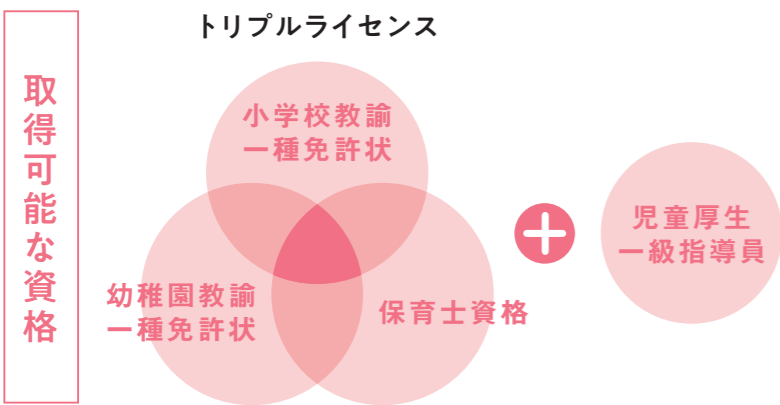 取得可能な資格
トリプルライセンス
小学校教諭
一種免許状
幼稚園教諭
一種免許状
保育士資格
児童厚生
一級指導員